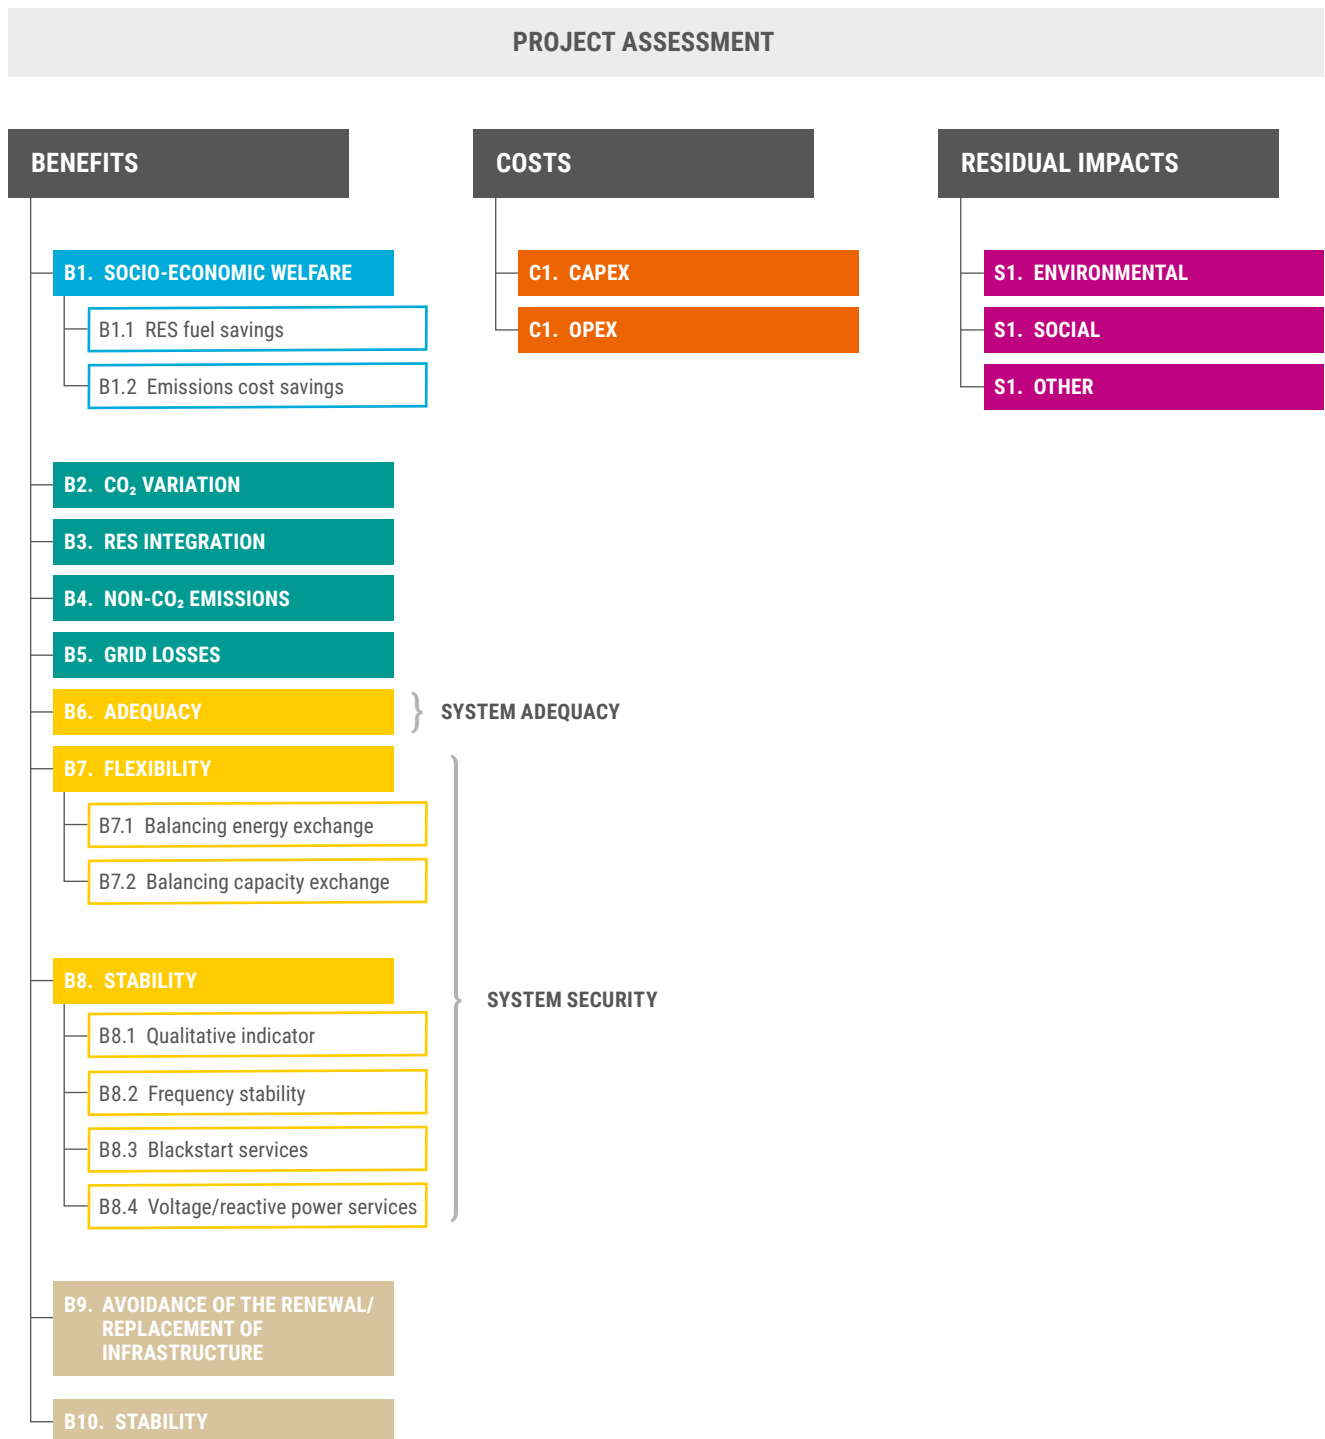 PROJECT ASSESSMENT
BENEFITS
B1. SOCIO-ECONOMIC WELFARE
B1.1 RES fuel savings
B1.2 Emissions cost savings
B2. CO₂ VARIATION
B3. RES INTEGRATION
B4. NON-CO₂ EMISSIONS
B5. GRID LOSSES
B6. ADEQUACY
SYSTEM ADEQUACY
B7. FLEXIBILITY
B7.1 Balancing energy exchange
B7.2 Balancing capacity exchange
B8. STABILITY
B8.1 Qualitative indicator
B8.2 Frequency stability
B8.3 Blackstart services
B8.4 Voltage/reactive power services
SYSTEM SECURITY
B9. AVOIDANCE OF THE RENEWAL/
REPLACEMENT OF
INFRASTRUCTURE
B10. STABILITY
COSTS
C1. CAPEX
C1. OPEX
RESIDUAL IMPACTS
S1. ENVIRONMENTAL
S1. SOCIAL
S1. OTHER